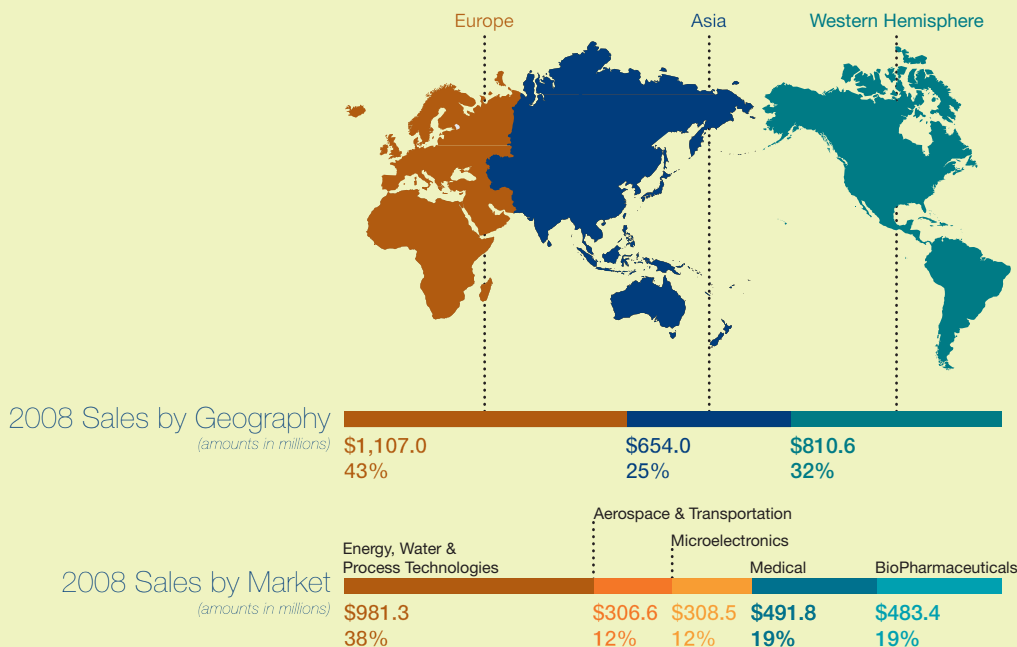 Europe
Asia
Western Hemisphere
2008 Sales by Geography
(amounts in millions)
$1,107.0
43%
$654.0
25%
$810.6
32%
2008 Sales by Market
(amounts in millions)
Energy, Water &
Process Technologies
$981.3
38%
Aerospace & Transportation
$306.6
12%
Microelectronics
$308.5
12%
Medical
$491.8
19%
BioPharmaceuticals
$483.4
19%